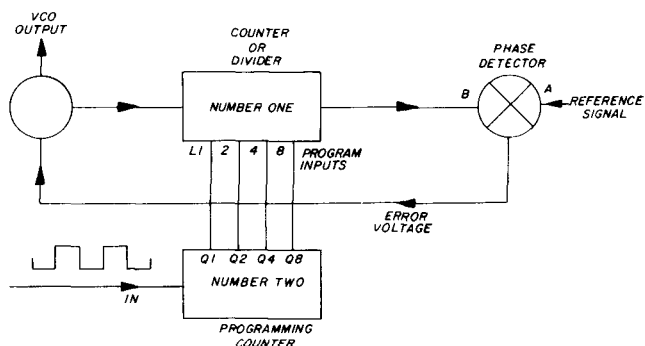 VCO
OUTPUT
COUNTER
OR
DIVIDER
PHASE
DETECTOR
NUMBER ONE
B
A
REFERENCE
SIGNAL
L1 2 4 8
PROGRAM
INPUTS
ERROR
VOLTAGE
Q1 Q2 Q4 Q8
NUMBER TWO
IN
PROGRAMMING
COUNTER